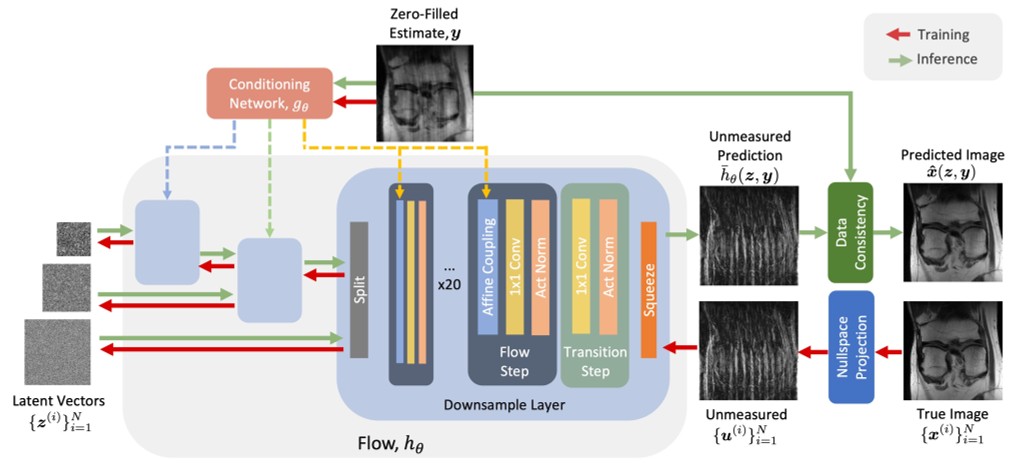 Zero-Filled
Estimate, y
Training
Inference
Conditioning
Network, gθ
Unmeasured
Prediction
h̄θ(z, y)
Predicted Image
x̂(z, y)
Split
...
x20
Affine Coupling
1x1 Conv
Act Norm
1x1 Conv
Act Norm
Squeeze
Data
Consistency
Flow
Step
Transition
Step
Nullspace
Projection
Downsample Layer
Latent Vectors
{z⁽ⁱ⁾}ᴺᵢ₌₁
Flow, hθ
Unmeasured
{u⁽ⁱ⁾}ᴺᵢ₌₁
True Image
{x⁽ⁱ⁾}ᴺᵢ₌₁